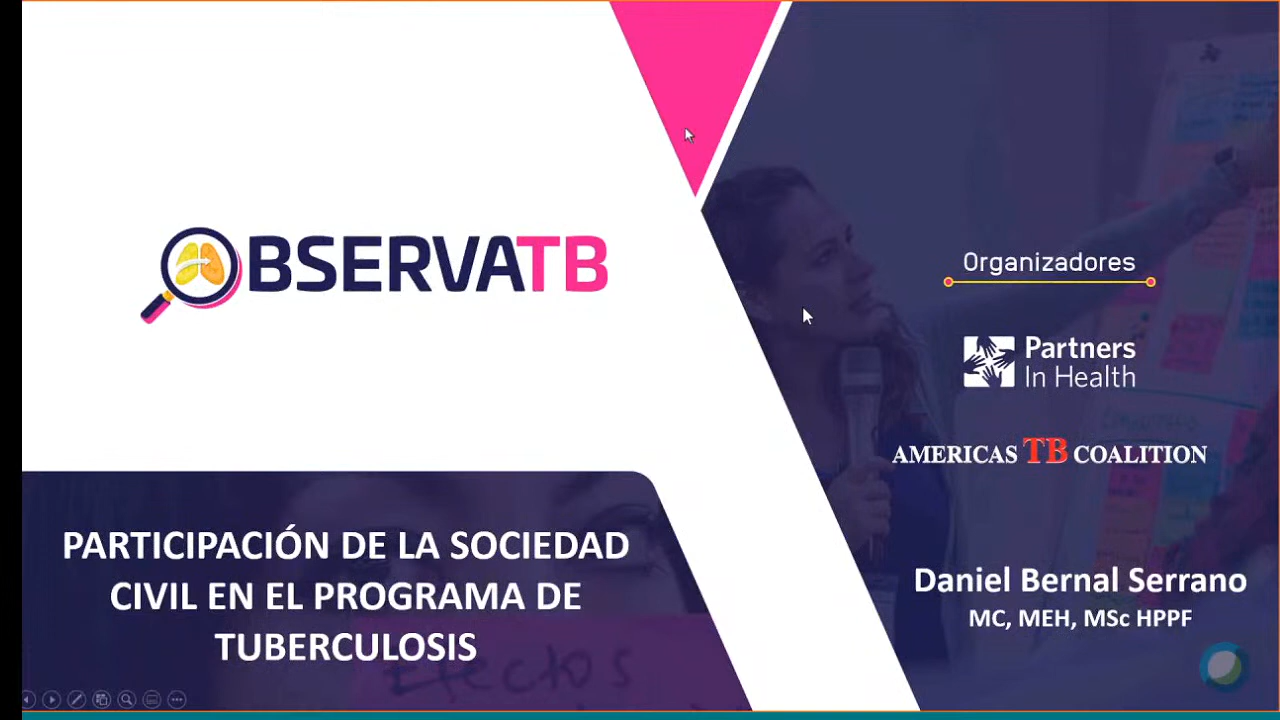 OBSERVATB
PARTICIPACIÓN DE LA SOCIEDAD
CIVIL EN EL PROGRAMA DE
TUBERCULOSIS
Efectos
Organizadores
Partners
In Health
AMERICAS TB COALITION
Daniel Bernal Serrano
MC, MEH, MSc HPPF